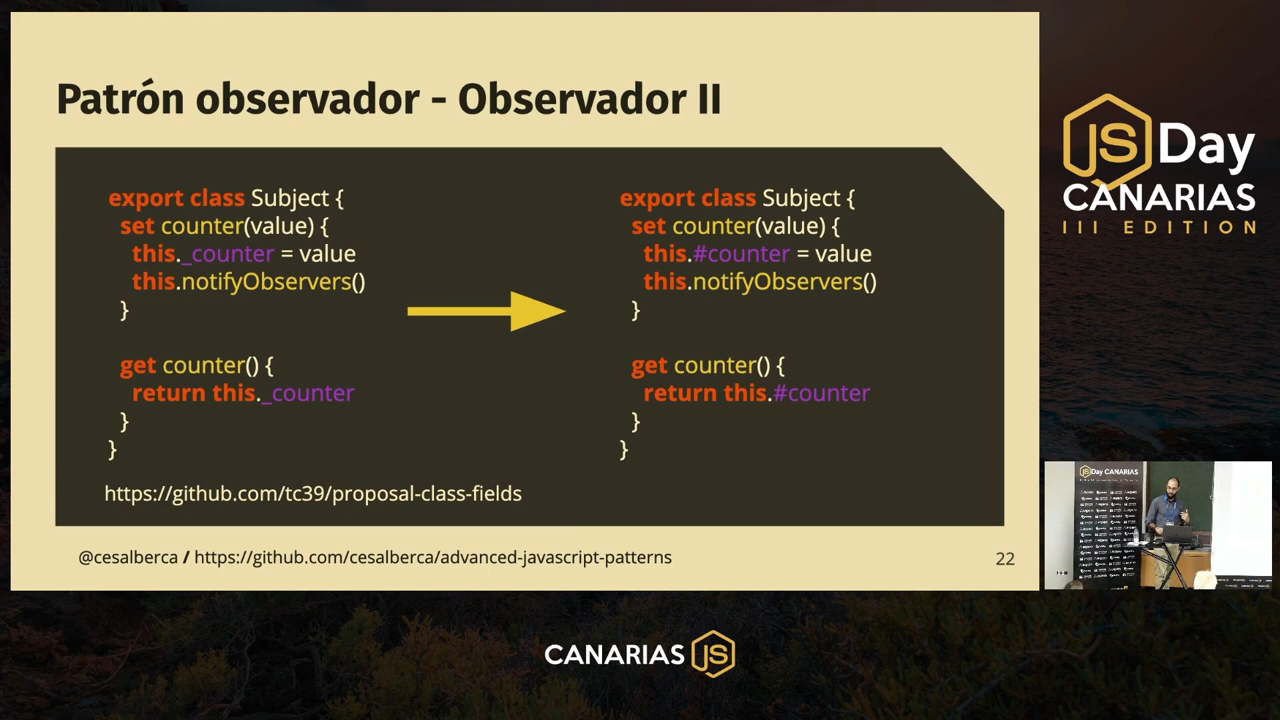 Patrón observador - Observador II
export class Subject {
set counter(value) {
this._counter = value
this.notifyObservers()
}
get counter() {
return this._counter
}
}
export class Subject {
set counter(value) {
this.#counter = value
this.notifyObservers()
}
get counter() {
return this.#counter
}
}
https://github.com/tc39/proposal-class-fields
@cesalberca / https://github.com/cesalberca/advanced-javascript-patterns
22
JS Day
CANARIAS
III EDITION
JS Day CANARIAS
CANARIAS JS